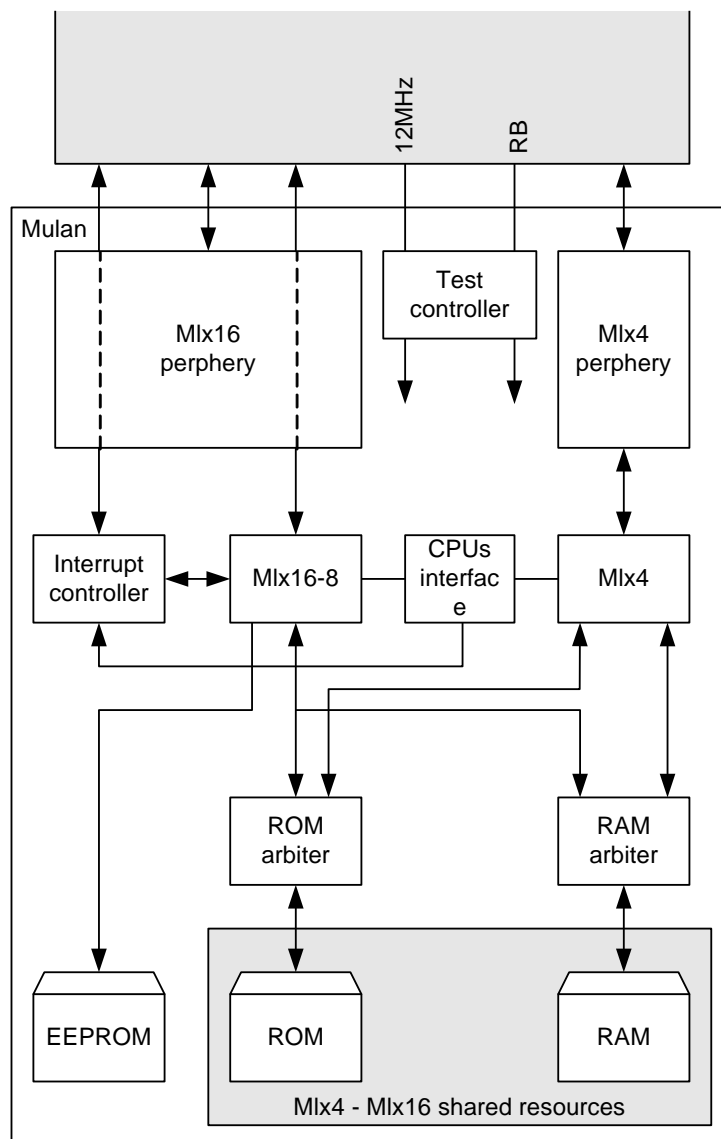 12MHz
RB
Mulan
Test
controller
Mlx16
perphery
Mlx4
perphery
Interrupt
controller
Mlx16-8
CPUs
interfac
e
Mlx4
ROM
arbiter
RAM
arbiter
EEPROM
ROM
RAM
Mlx4 - Mlx16 shared resources